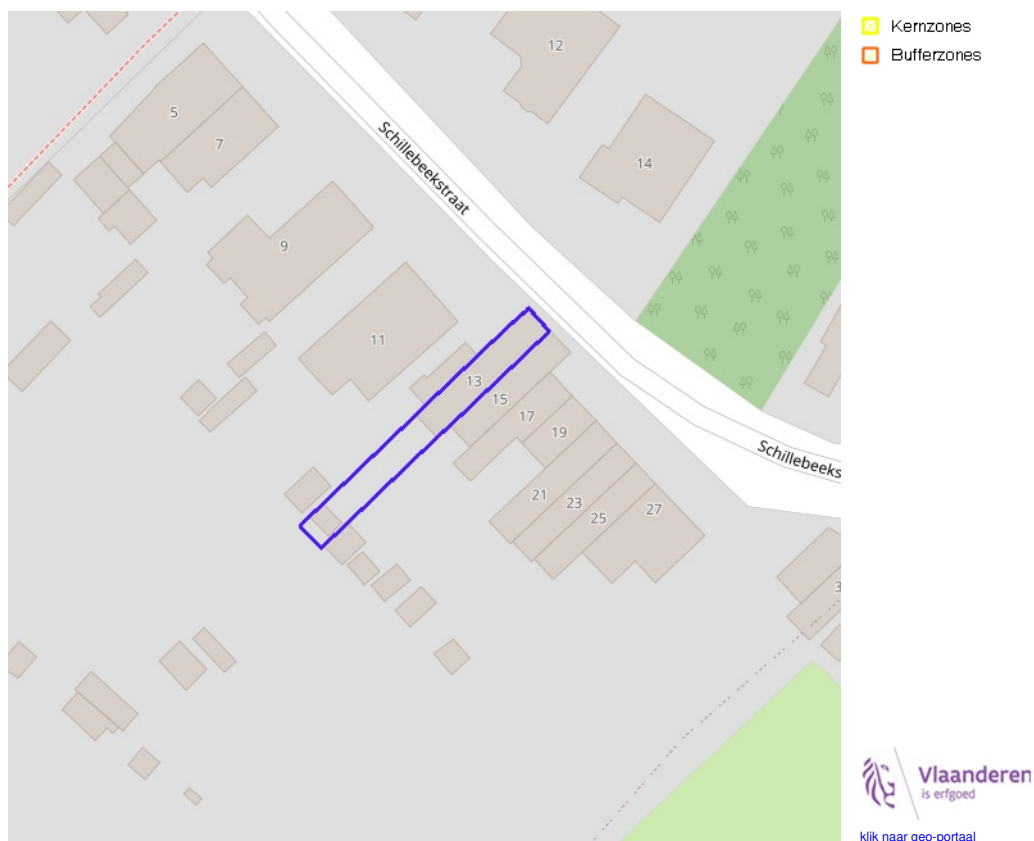 Kernzones
Bufferzones
12
5
7
14
Schillebeekstraat
9
11
13
15
17
19
21
23
25
27
Schillebeeks
3
Vlaanderen
is erfgoed
klik naar geo-portaal